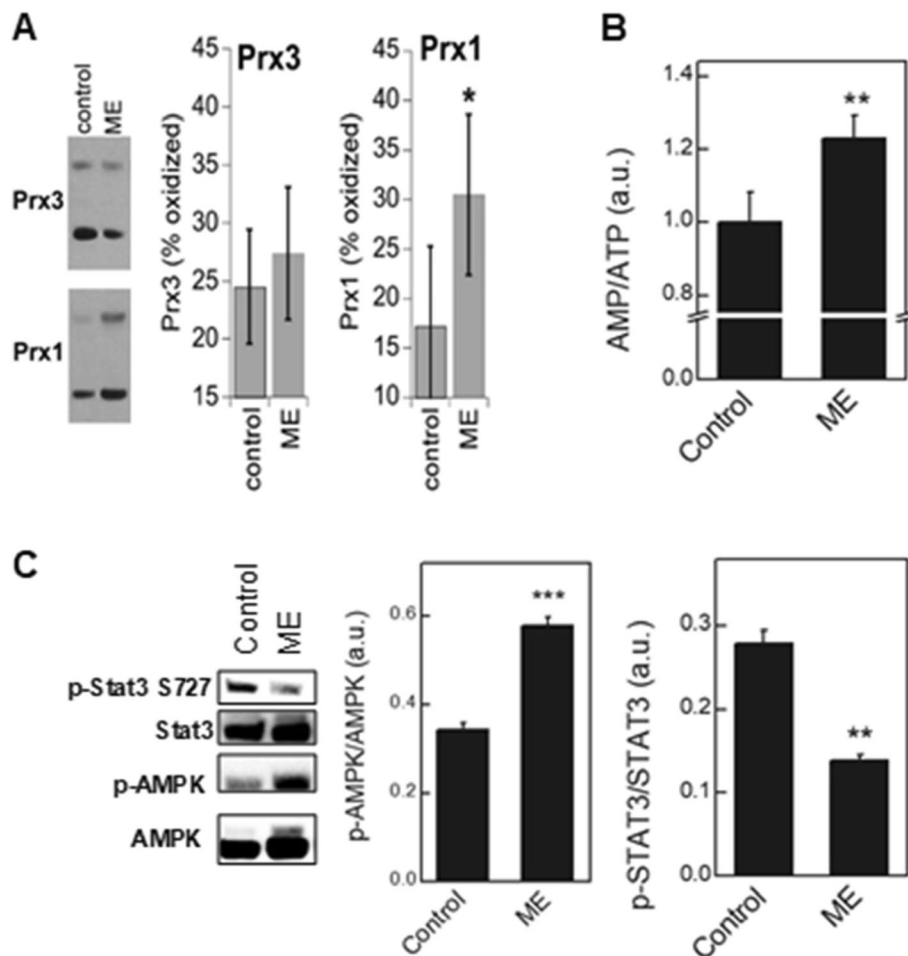 A
control
ME
Prx3
Prx1
Prx3
Prx3 (% oxidized)
45
40
35
30
25
20
15
control
ME
Prx1
*
Prx1 (% oxidized)
45
40
35
30
25
20
15
10
control
ME
B
**
AMP/ATP (a.u.)
1.4
1.2
1.0
0.8
0.0
Control
ME
C
Control
ME
p-Stat3 S727
Stat3
p-AMPK
AMPK
***
p-AMPK/AMPK (a.u.)
0.6
0.4
0.2
0.0
Control
ME
**
p-STAT3/STAT3 (a.u.)
0.3
0.2
0.1
0.0
Control
ME